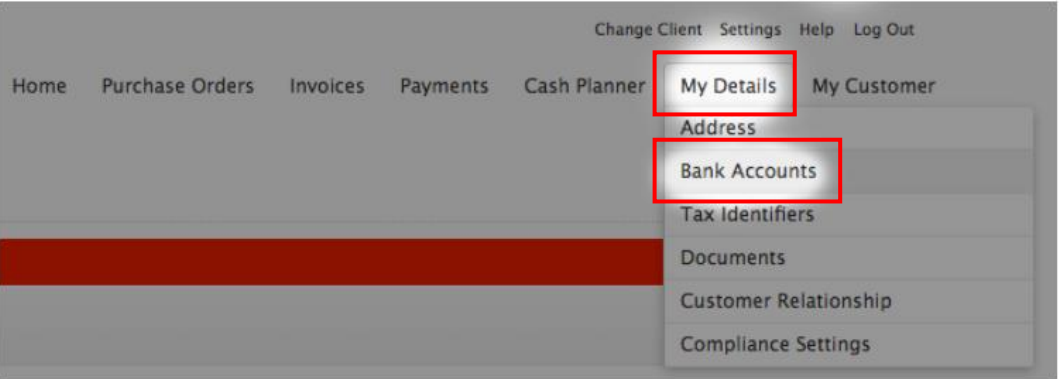 Change Client Settings Help Log Out
Home Purchase Orders Invoices Payments Cash Planner My Details My Customer
Address
Bank Accounts
Tax Identifiers
Documents
Customer Relationship
Compliance Settings